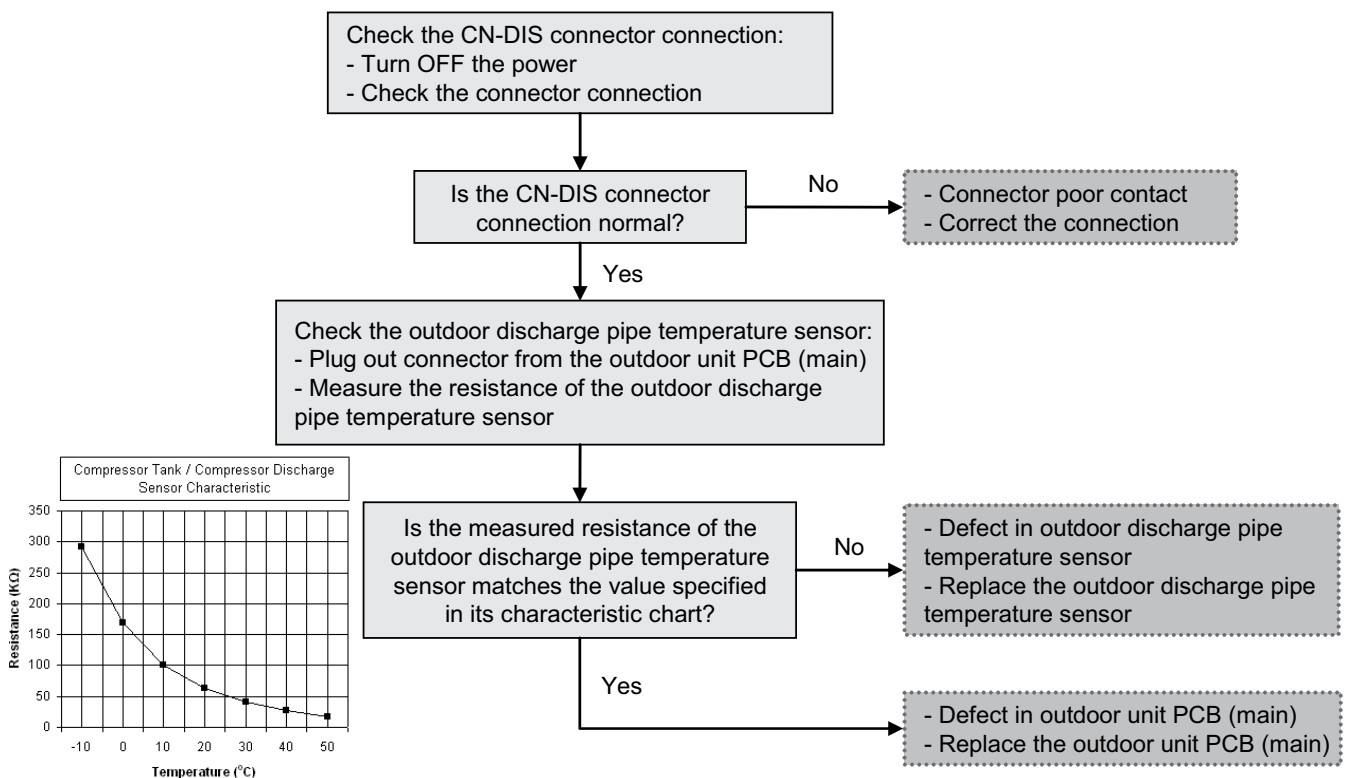 Check the CN-DIS connector connection:
- Turn OFF the power
- Check the connector connection
Is the CN-DIS connector
connection normal?
No
- Connector poor contact
- Correct the connection
Yes
Check the outdoor discharge pipe temperature sensor:
- Plug out connector from the outdoor unit PCB (main)
- Measure the resistance of the outdoor discharge
pipe temperature sensor
Compressor Tank / Compressor Discharge
Sensor Characteristic
350
300
250
200
150
100
50
0
Resistance (KΩ)
-10 0 10 20 30 40 50
Temperature (°C)
Is the measured resistance of the
outdoor discharge pipe temperature
sensor matches the value specified
in its characteristic chart?
No
- Defect in outdoor discharge pipe
temperature sensor
- Replace the outdoor discharge pipe
temperature sensor
Yes
- Defect in outdoor unit PCB (main)
- Replace the outdoor unit PCB (main)